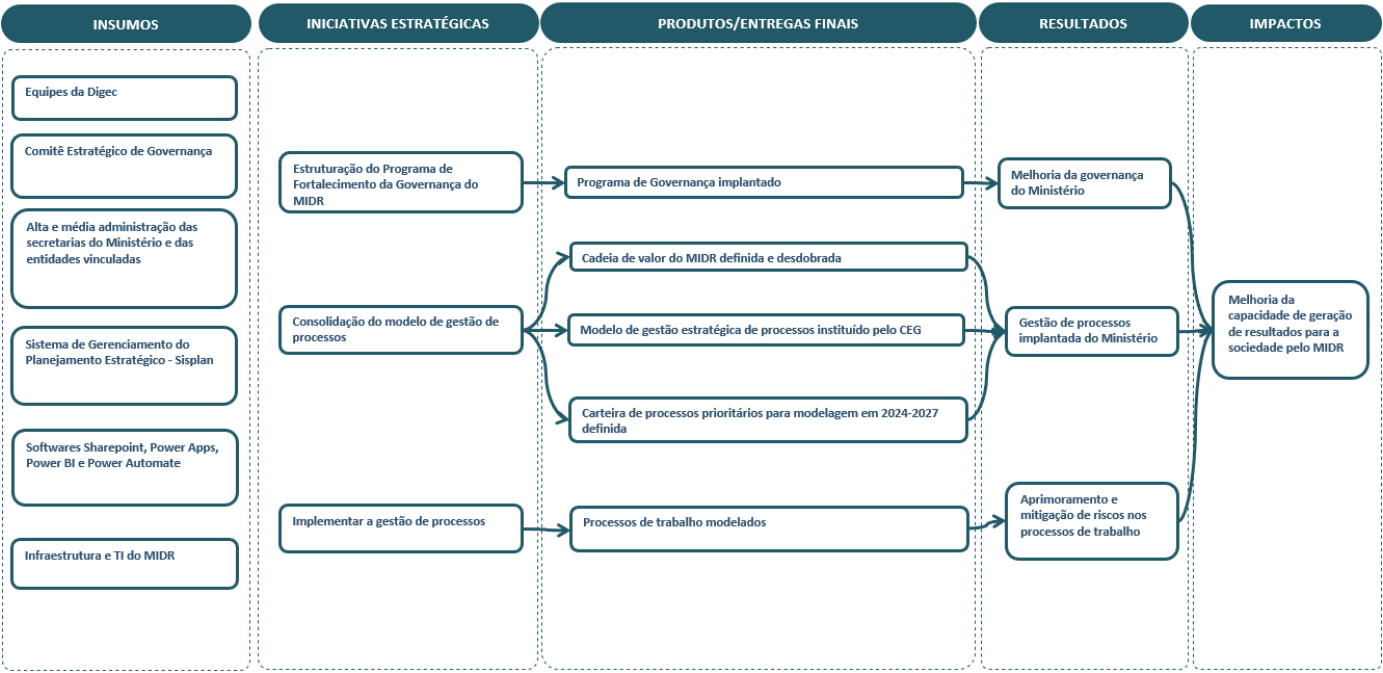 INSUMOS
INICIATIVAS ESTRATÉGICAS
PRODUTOS/ENTREGAS FINAIS
RESULTADOS
IMPACTOS
Equipes da Digec
Comitê Estratégico de Governança
Alta e média administração das
secretarias do Ministério e das
entidades vinculadas
Sistema de Gerenciamento do
Planejamento Estratégico - Sisplan
Softwares Sharepoint, Power Apps,
Power BI e Power Automate
Infraestrutura e TI do MIDR
Estruturação do Programa de
Fortalecimento da Governança do
MIDR
Consolidação do modelo de gestão de
processos
Implementar a gestão de processos
Programa de Governança implantado
Cadeia de valor do MIDR definida e desdobrada
Modelo de gestão estratégica de processos instituído pelo CEG
Carteira de processos prioritários para modelagem em 2024-2027
definida
Processos de trabalho modelados
Melhoria da governança
do Ministério
Gestão de processos
implantada do Ministério
Aprimoramento e
mitigação de riscos nos
processos de trabalho
Melhoria da
capacidade de geração
de resultados para a
sociedade pelo MIDR